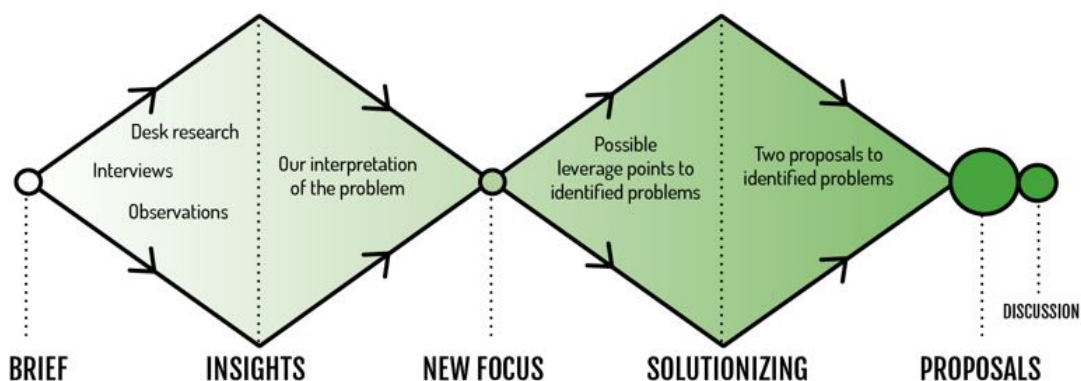 Desk research
Interviews
Observations
Our interpretation
of the problem
Possible
leverage points to
identified problems
Two proposals to
identified problems
DISCUSSION
BRIEF
INSIGHTS
NEW FOCUS
SOLUTIONIZING
PROPOSALS